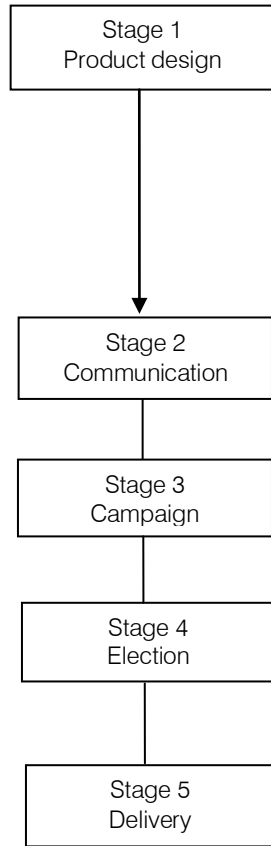 Stage 1
Product design
Stage 2
Communication
Stage 3
Campaign
Stage 4
Election
Stage 5
Delivery